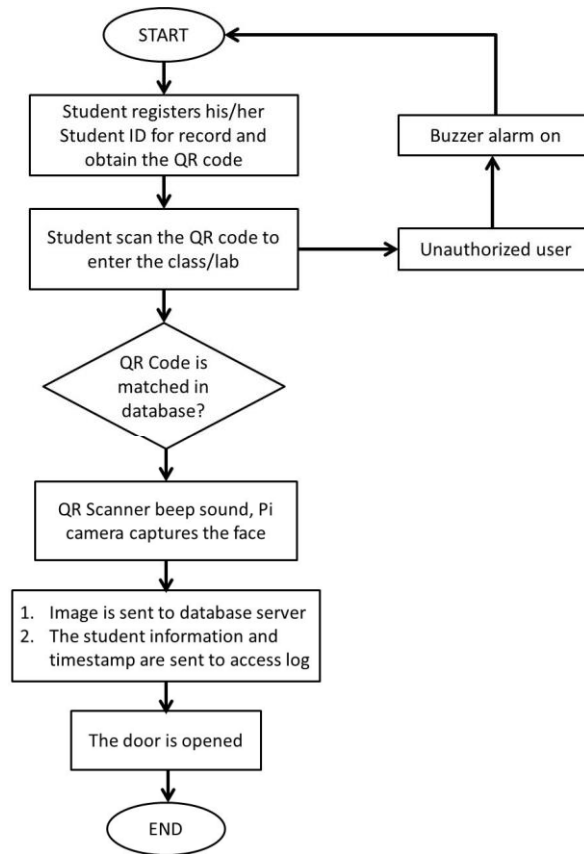 START
Student registers his/her
Student ID for record and
obtain the QR code
Buzzer alarm on
Student scan the QR code to
enter the class/lab
Unauthorized user
QR Code is
matched in
database?
QR Scanner beep sound, Pi
camera captures the face
1. Image is sent to database server
2. The student information and
timestamp are sent to access log
The door is opened
END